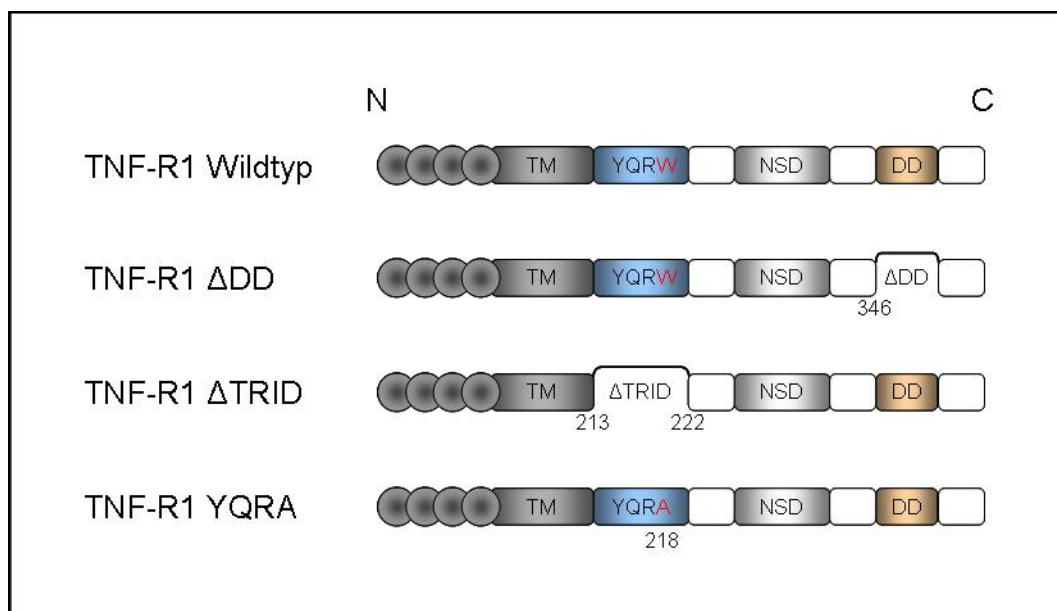 N C
TNF-R1 Wildtyp TM YQRW NSD DD
TNF-R1 ΔDD TM YQRW NSD ΔDD
346
TNF-R1 ΔTRID TM ΔTRID NSD DD
213 222
TNF-R1 YQRA TM YQRA NSD DD
218